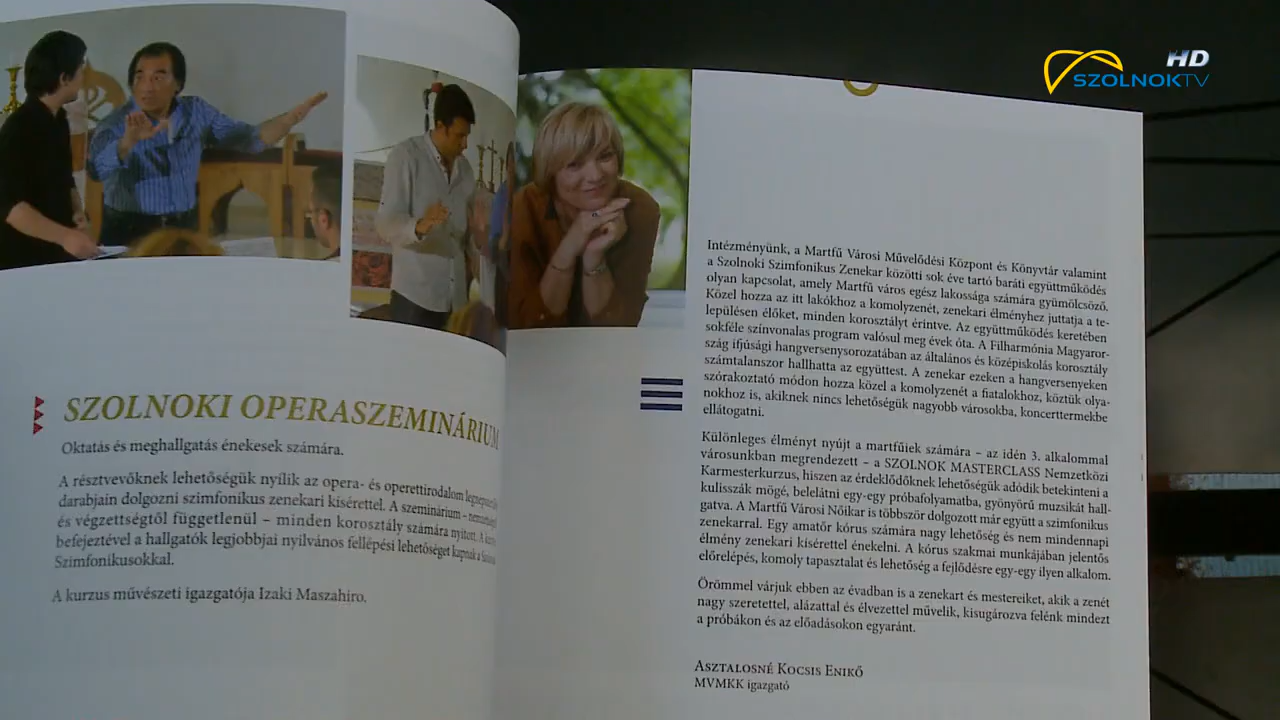 HD
SZOLNOKTV
SZOLNOKI OPERASZEMINÁRIUM
Oktatás és meghallgatás énekesek számára.
A résztvevőknek lehetőségük nyílik az opera- és operettirodalom
darabjain dolgozni szimfonikus zenekari kísérettel. A szeminárium –
és végzettségtől függetlenül – minden korosztály számára nyitott. A
befejeztével a hallgatók legjobbjai nyilvános fellépési lehetőséget kapnak a
Szimfonikusokkal.
A kurzus művészeti igazgatója Izaki Maszahiro.
Intézményünk, a Martfű Városi Művelődési Központ és Könyvtár valamint
a Szolnoki Szimfonikus Zenekar közötti sok éve tartó baráti együttműködés
olyan kapcsolat, amely Martfű város egész lakossága számára gyümölcsöző.
Közel hozza az itt lakókhoz a komolyzenét, zenekari élményhez juttatja a te-
lepülésen élőket, minden korosztályt érintve. Az együttműködés keretében
sokféle színvonalas program valósul meg évek óta. A Filharmónia Magyaror-
szág ifjúsági hangversenysorozatában az általános és középiskolás korosztály
számtalanszor hallhatta az együttest. A zenekar ezeken a hangversenyeken
szórakoztató módon hozza közel a komolyzenét a fiatalokhoz, köztük olya-
nokhoz is, akiknek nincs lehetőségük nagyobb városokba, koncerttermekbe
ellátogatni.
Különleges élményt nyújt a martfűiek számára – az idén 3. alkalommal
városunkban megrendezett – a SZOLNOK MASTERCLASS Nemzetközi
Karmesterkurzus, hiszen az érdeklődőknek lehetőségük adódik betekinteni a
kulisszák mögé, belelátni egy-egy próbafolyamatba, gyönyörű muzsikát hall-
gatva. A Martfű Városi Nőikar is többször dolgozott már együtt a szimfonikus
zenekarral. Egy amatőr kórus számára nagy lehetőség és nem mindennapi
élmény zenekari kísérettel énekelni. A kórus szakmai munkájában jelentős
előrelépés, komoly tapasztalat és lehetőség a fejlődésre egy-egy ilyen alkalom.
Örömmel várjuk ebben az évadban is a zenekart és mestereiket, akik a zenét
nagy szeretettel, alázattal és élvezettel művelik, kisugározva felénk mindezt
a próbákon és az előadásokon egyaránt.
ASZTALOSNÉ KOCSIS ENIKŐ
MVMKK igazgató